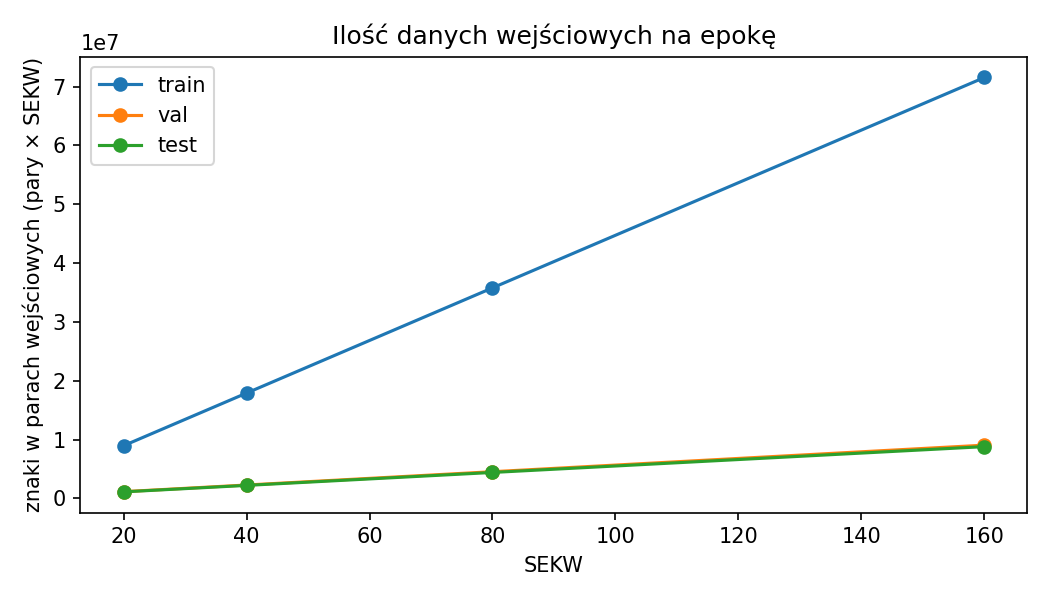 Ilość danych wejściowych na epokę
1e7
train
val
test
7
6
5
4
3
2
1
0
znaki w parach wejściowych (pary × SEKW)
20 40 60 80 100 120 140 160
SEKW